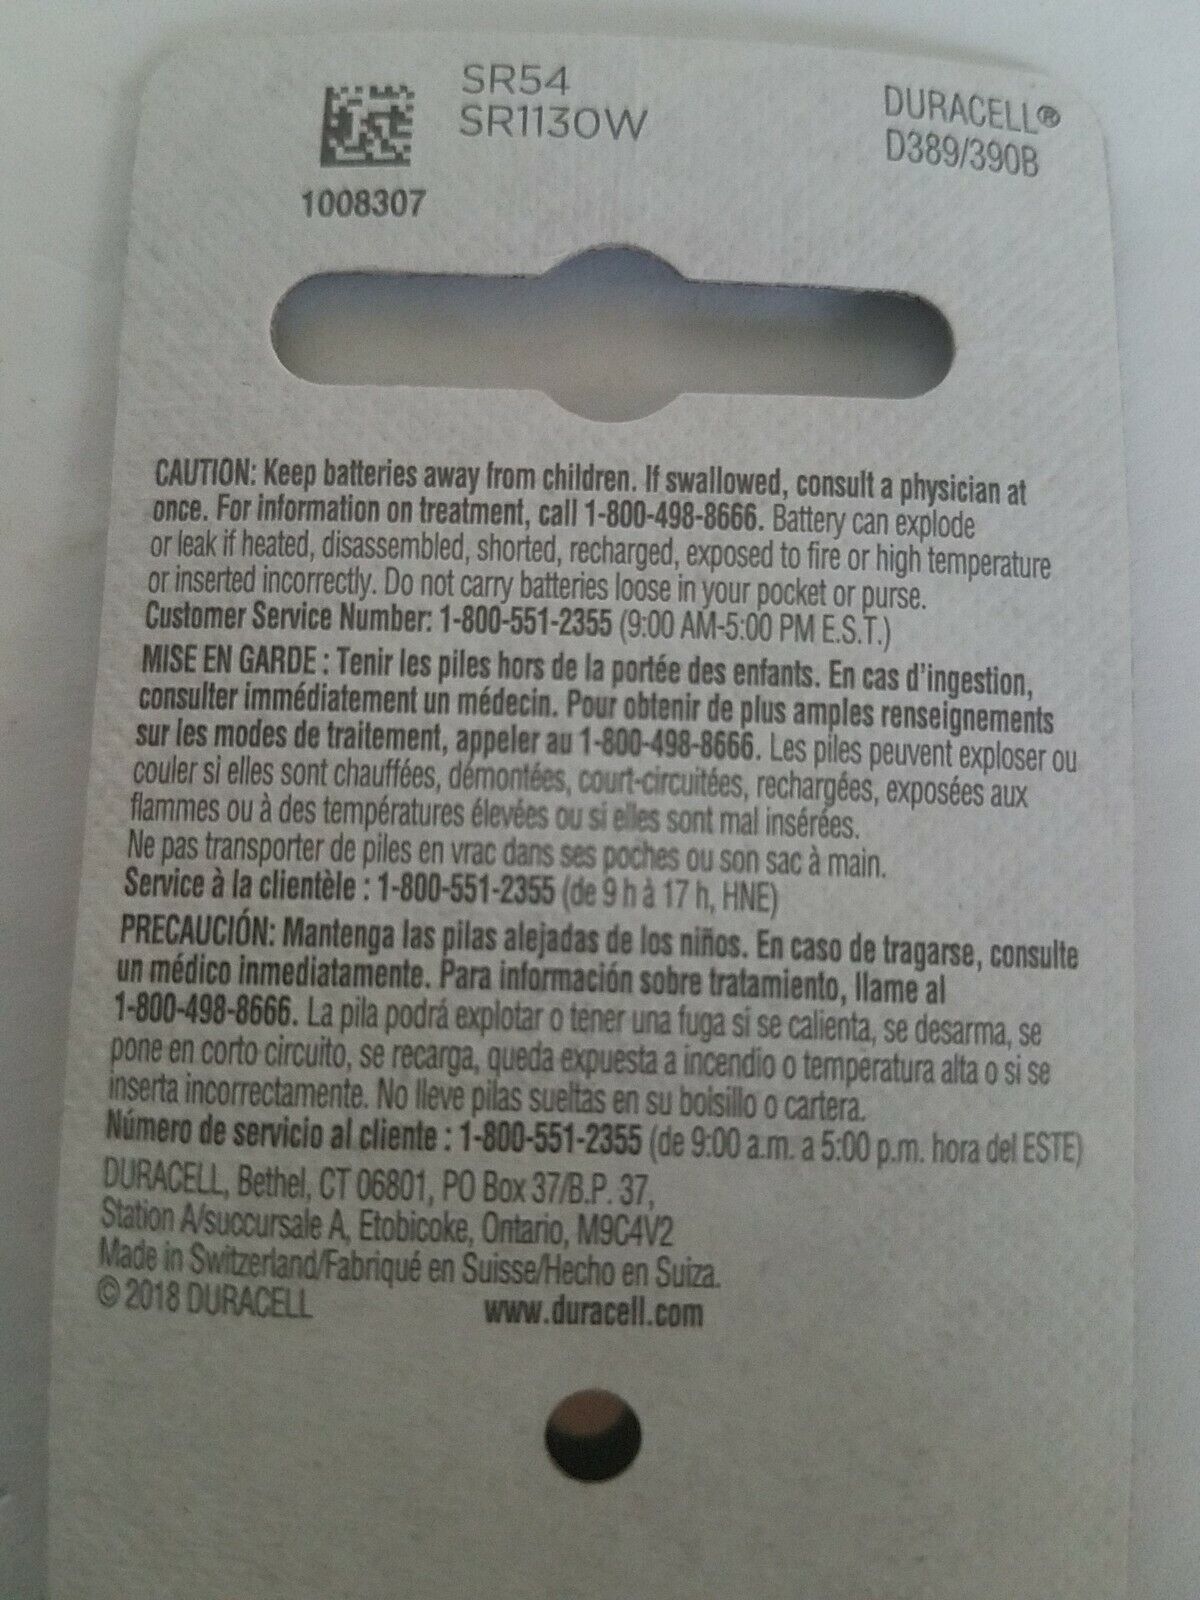 SR54
SR1130W
DURACELL®
D389/390B
1008307
CAUTION: Keep batteries away from children. If swallowed, consult a physician at
once. For information on treatment, call 1-800-498-8666. Battery can explode
or leak if heated, disassembled, shorted, recharged, exposed to fire or high temperature
or inserted incorrectly. Do not carry batteries loose in your pocket or purse.
Customer Service Number: 1-800-551-2355 (9:00 AM-5:00 PM E.S.T.)
MISE EN GARDE : Tenir les piles hors de la portée des enfants. En cas d'ingestion,
consulter immédiatement un médecin. Pour obtenir de plus amples renseignements
sur les modes de traitement, appeler au 1-800-498-8666. Les piles peuvent exploser ou
couler si elles sont chauffées, démontées, court-circuitées, rechargées, exposées aux
flammes ou à des températures élevées ou si elles sont mal insérées.
Ne pas transporter de piles en vrac dans ses poches ou son sac à main.
Service à la clientèle : 1-800-551-2355 (de 9 h à 17 h, HNE)
PRECAUCIÓN: Mantenga las pilas alejadas de los niños. En caso de tragarse, consulte
un médico inmediatamente. Para información sobre tratamiento, llame al
1-800-498-8666. La pila podrá explotar o tener una fuga si se calienta, se desarma, se
pone en corto circuito, se recarga, queda expuesta a incendio o temperatura alta o si se
inserta incorrectamente. No lleve pilas sueltas en su bolsillo o cartera.
Número de servicio al cliente : 1-800-551-2355 (de 9:00 a.m. a 5:00 p.m. hora del ESTE)
DURACELL, Bethel, CT 06801, PO Box 37/B.P. 37,
Station A/succursale A, Etobicoke, Ontario, M9C4V2
Made in Switzerland/Fabriqué en Suisse/Hecho en Suiza.
© 2018 DURACELL
www.duracell.com